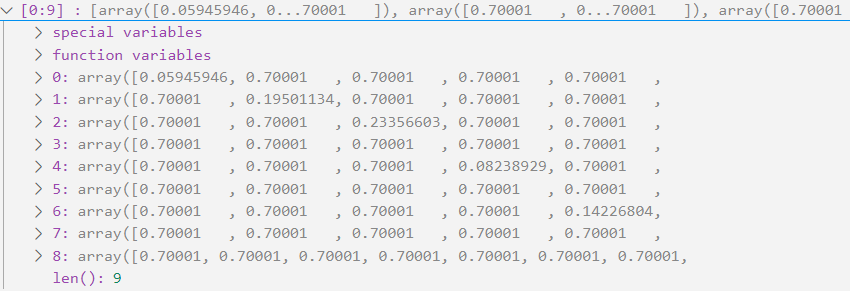 [0:9] : [array([0.05945946, 0...70001   ]), array([0.70001   , 0...70001   ]), array([0.70001
special variables
function variables
0: array([0.05945946, 0.70001   , 0.70001   , 0.70001   , 0.70001   ,
1: array([0.70001   , 0.19501134, 0.70001   , 0.70001   , 0.70001   ,
2: array([0.70001   , 0.70001   , 0.23356603, 0.70001   , 0.70001   ,
3: array([0.70001   , 0.70001   , 0.70001   , 0.70001   , 0.70001   ,
4: array([0.70001   , 0.70001   , 0.70001   , 0.08238929, 0.70001   ,
5: array([0.70001   , 0.70001   , 0.70001   , 0.70001   , 0.70001   ,
6: array([0.70001   , 0.70001   , 0.70001   , 0.70001   , 0.14226804,
7: array([0.70001   , 0.70001   , 0.70001   , 0.70001   , 0.70001   ,
8: array([0.70001, 0.70001, 0.70001, 0.70001, 0.70001, 0.70001, 0.70001,
len(): 9